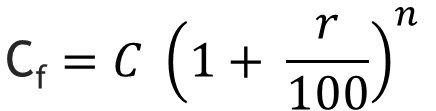 C_f = C (1 + r/100)^n